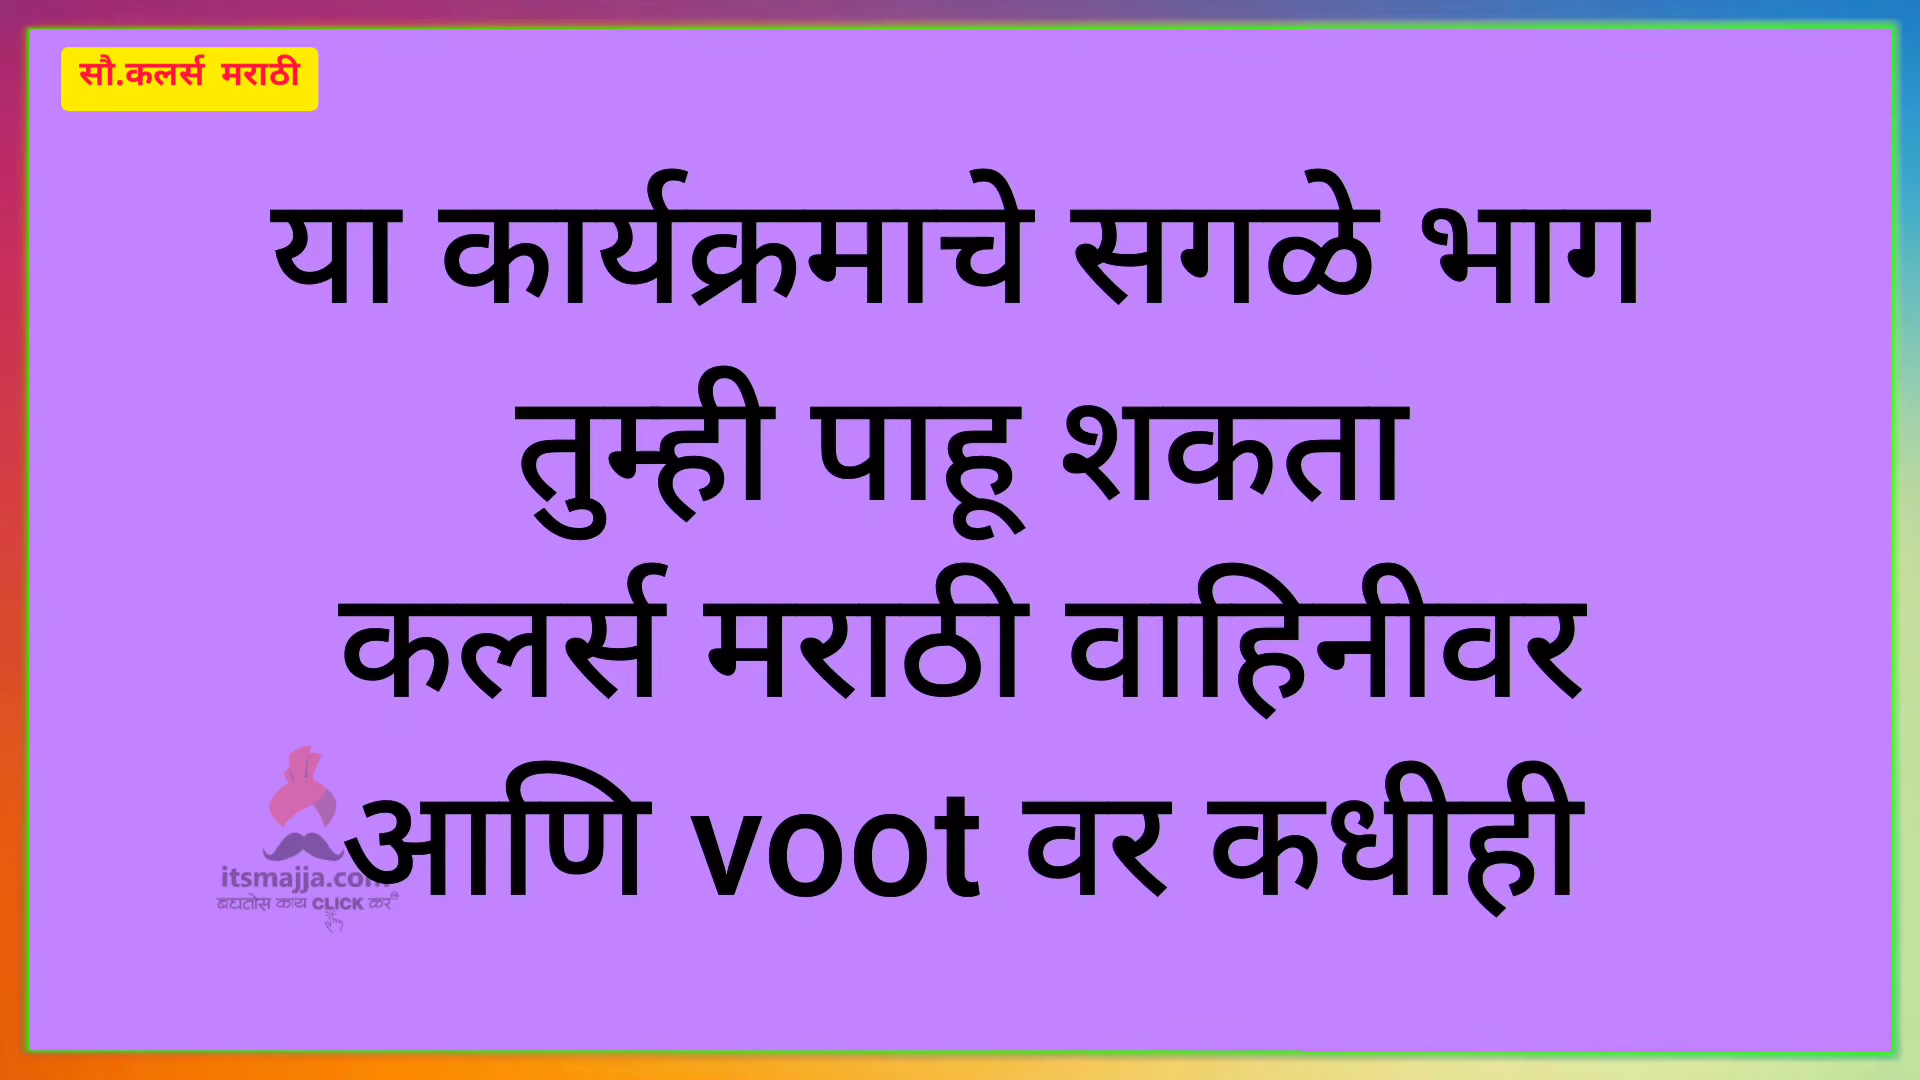 सौ.कलर्स मराठी
या कार्यक्रमाचे सगळे भाग
तुम्ही पाहू शकता
कलर्स मराठी वाहिनीवर
आणि voot वर कधीही
itsmajja.com
बघतोस काय CLICK कर